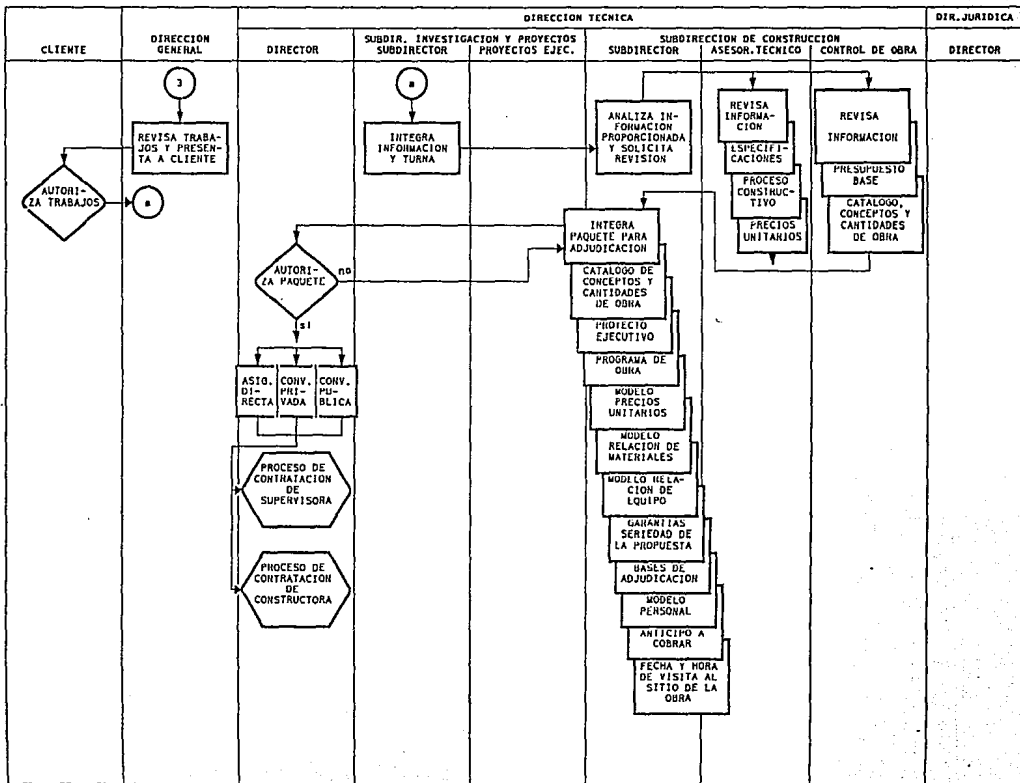 DIRECCION TECNICA
DIR.JURIDICA
CLIENTE
DIRECCION
GENERAL
DIRECTOR
SUBDIR. INVESTIGACION Y PROYECTOS
SUBDIRECTOR
PROYECTOS EJEC.
SUBDIRECCION DE CONSTRUCCION
SUBDIRECTOR
ASESOR.TECNICO
CONTROL DE OBRA
DIRECTOR
3
REVISA TRABA-
JOS Y PRESEN-
TA A CLIENTE
AUTORI-
ZA TRABAJOS
a
a
INTEGRA
INFORMACION
Y TURNA
ANALIZA IN-
FORMACION
PROPORCIONADA
Y SOLICITA
REVISION
REVISA
INFORMA-
CION
ESPECIFI-
CACIONES
PROCESO
CONSTRUC-
TIVO
PRECIOS
UNITARIOS
REVISA
INFORMACION
PRESUPUESTO
BASE
CATALOGO,
CONCEPTOS Y
CANTIDADES
DE OBRA
INTEGRA
PAQUETE PARA
ADJUDICACION
CATALOGO DE
CONCEPTOS Y
CANTIDADES
DE OBRA
PROYECTO
EJECUTIVO
PROGRAMA DE
OBRA
MODELO
PRECIOS
UNITARIOS
MODELO
RELACION DE
MATERIALES
MODELO RELA-
CION DE
EQUIPO
GARANTIAS
SERIEDAD DE
LA PROPUESTA
BASES DE
ADJUDICACION
MODELO
PERSONAL
ANTICIPO A
COBRAR
FECHA Y HORA
DE VISITA AL
SITIO DE LA
OBRA
AUTORI-
ZA PAQUETE
no
si
ASIG.
DI-
RECTA
CONV.
PRI-
VADA
CONV.
PU-
BLICA
PROCESO DE
CONTRATACION
DE
SUPERVISORA
PROCESO DE
CONTRATACION
DE
CONSTRUCTORA